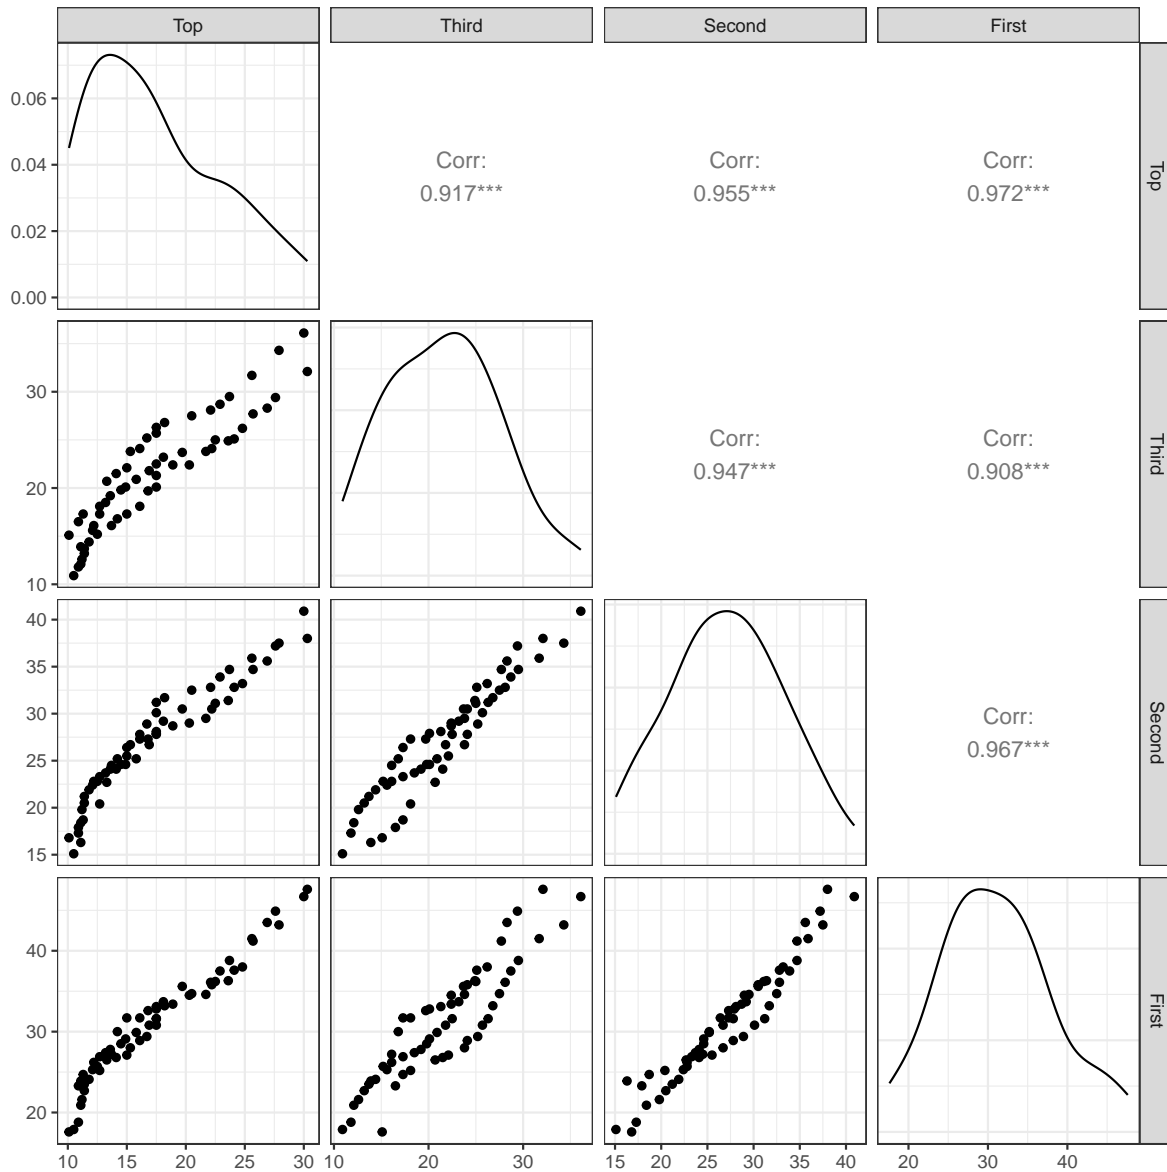 Top Third Second First
0.06
0.04
0.02
0.00
Corr:
0.917***
Corr:
0.955***
Corr:
0.972***
Top
30
20
10
Corr:
0.947***
Corr:
0.908***
Third
40
35
30
25
20
15
Corr:
0.967***
Second
40
30
20
First
10 15 20 25 30 10 20 30 15 20 25 30 35 40 20 30 40